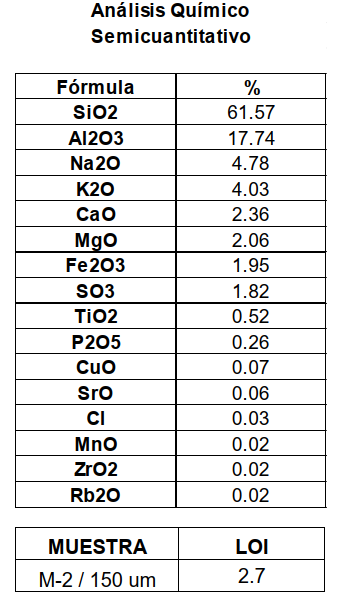 Análisis Químico
Semicuantitativo
Fórmula %
SiO2 61.57
Al2O3 17.74
Na2O 4.78
K2O 4.03
CaO 2.36
MgO 2.06
Fe2O3 1.95
SO3 1.82
TiO2 0.52
P2O5 0.26
CuO 0.07
SrO 0.06
Cl 0.03
MnO 0.02
ZrO2 0.02
Rb2O 0.02
MUESTRA LOI
M-2 / 150 um 2.7